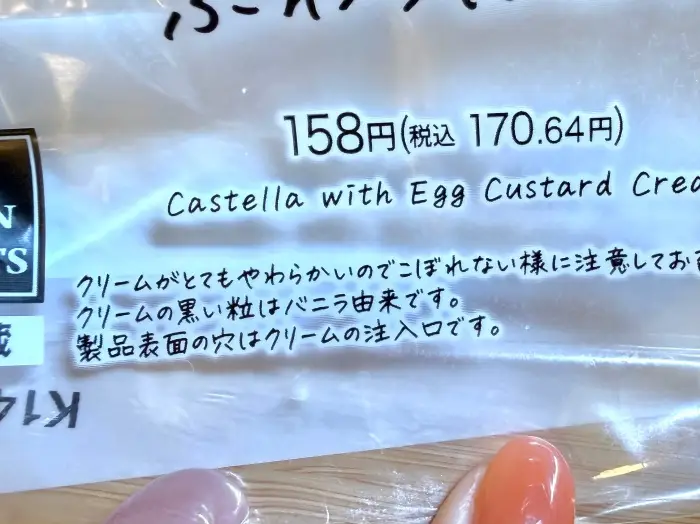 158円(税込 170.64円)
Castella with Egg Custard Crea
クリームがとてもやわらかいのでこぼれない様に注意してお
クリームの黒い粒はバニラ由来です。
製品表面の穴はクリームの注入口です。
N
TS
蔵
K14